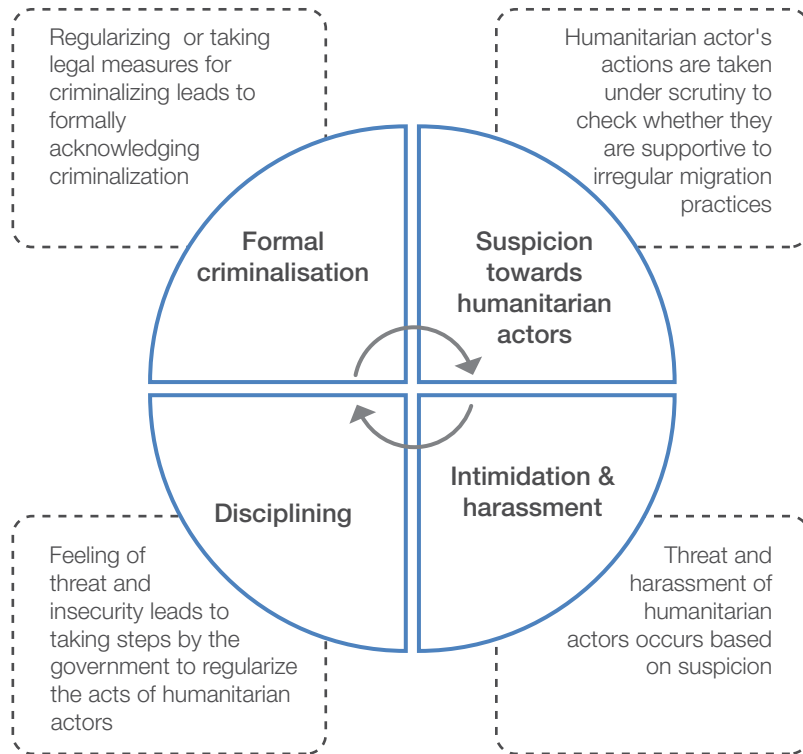 Regularizing or taking
legal measures for
criminalizing leads to
formally
acknowledging
criminalization
Humanitarian actor's
actions are taken
under scrutiny to
check whether they
are supportive to
irregular migration
practices
Formal
criminalisation
Suspicion
towards
humanitarian
actors
Disciplining
Intimidation &
harassment
Feeling of
threat and
insecurity leads to
taking steps by the
government to regularize
the acts of humanitarian
actors
Threat and
harassment of
humanitarian
actors occurs based
on suspicion